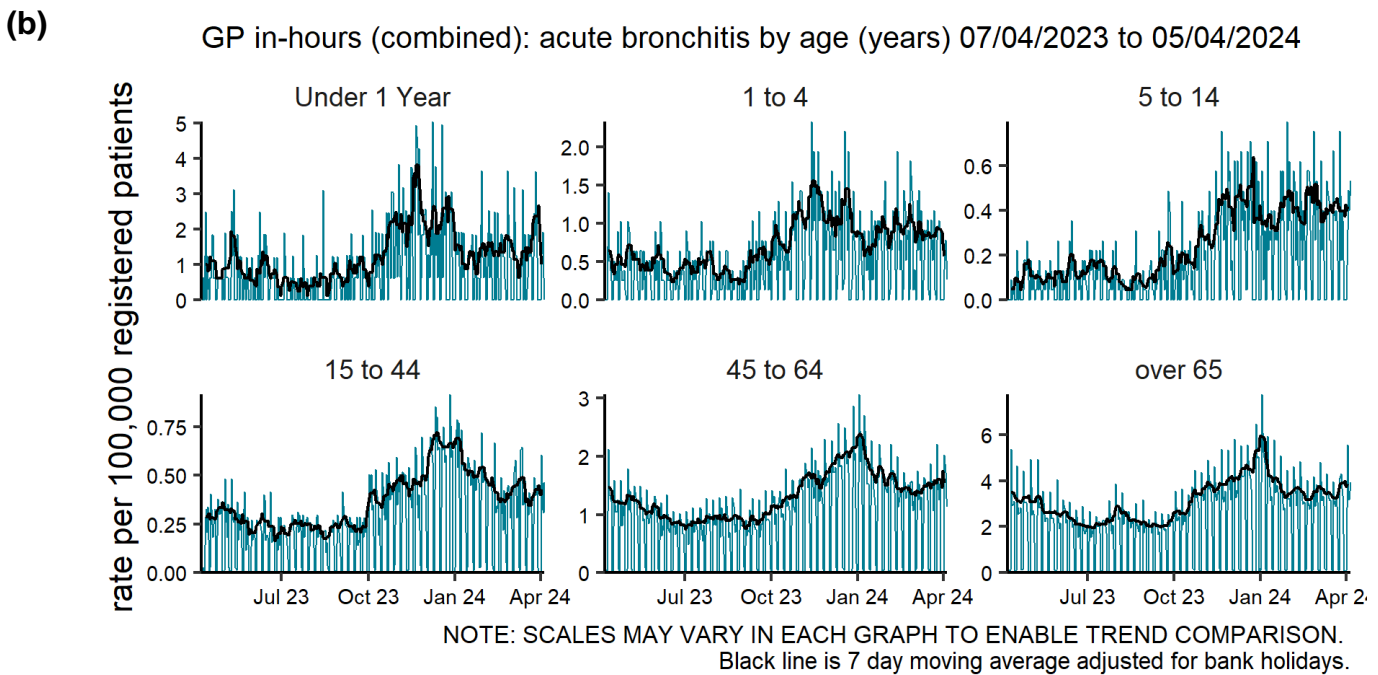 (b)
GP in-hours (combined): acute bronchitis by age (years) 07/04/2023 to 05/04/2024
rate per 100,000 registered patients
Under 1 Year
1 to 4
5 to 14
5
4
3
2
1
0
2.0
1.5
1.0
0.5
0.0
0.6
0.4
0.2
0.0
15 to 44
45 to 64
over 65
0.75
0.50
0.25
0.00
3
2
1
0
6
4
2
0
Jul 23 Oct 23 Jan 24 Apr 24
Jul 23 Oct 23 Jan 24 Apr 24
Jul 23 Oct 23 Jan 24 Apr 2
NOTE: SCALES MAY VARY IN EACH GRAPH TO ENABLE TREND COMPARISON.
Black line is 7 day moving average adjusted for bank holidays.